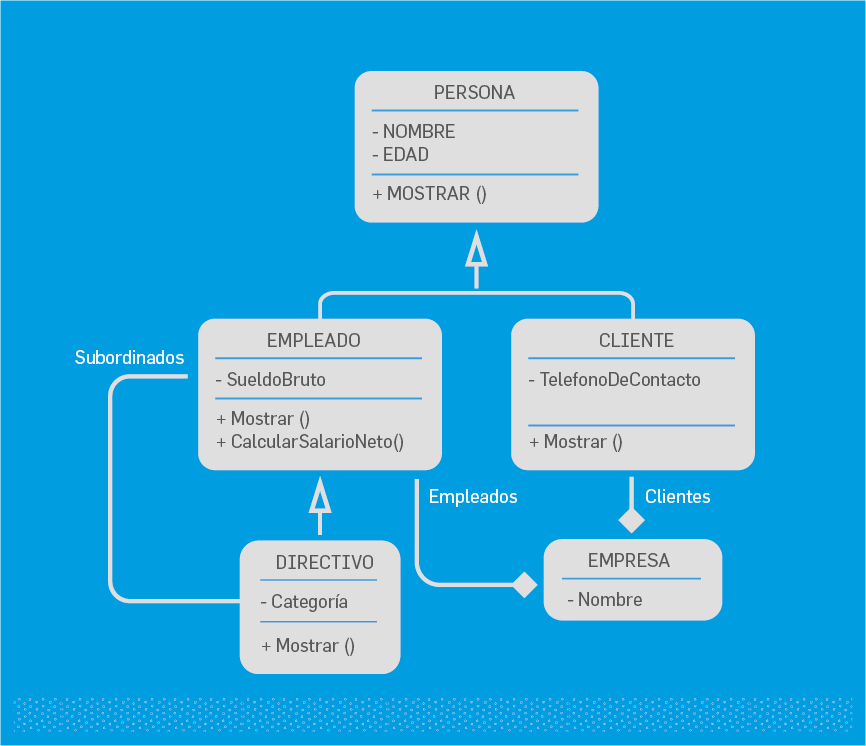 PERSONA
- NOMBRE
- EDAD
+ MOSTRAR ()
EMPLEADO
- SueldoBruto
+ Mostrar ()
+ CalcularSalarioNeto()
CLIENTE
- TelefonoDeContacto
+ Mostrar ()
Subordinados
Empleados
Clientes
DIRECTIVO
- Categoría
+ Mostrar ()
EMPRESA
- Nombre